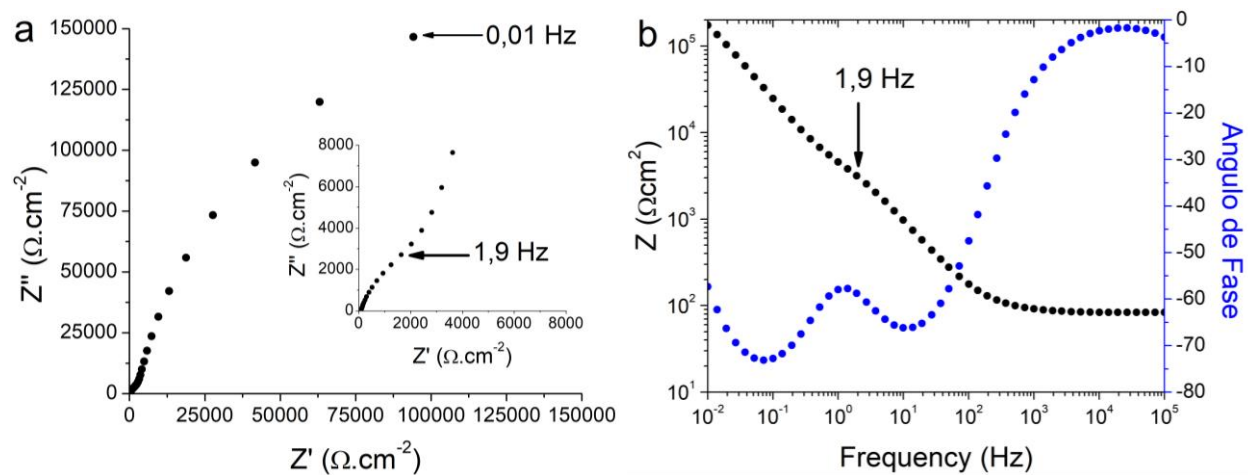 a
150000
125000
100000
75000
50000
25000
0
Z'' (Ω.cm⁻²)
0 25000 50000 75000 100000 125000 150000
Z' (Ω.cm⁻²)
0,01 Hz
8000
6000
4000
2000
0
Z'' (Ω.cm⁻²)
0 2000 4000 6000 8000
Z' (Ω.cm⁻²)
1,9 Hz
b
10⁵
10⁴
10³
10²
10¹
Z (Ωcm²)
1,9 Hz
10⁻² 10⁻¹ 10⁰ 10¹ 10² 10³ 10⁴ 10⁵
Frequency (Hz)
0
-10
-20
-30
-40
-50
-60
-70
-80
Angulo de Fase